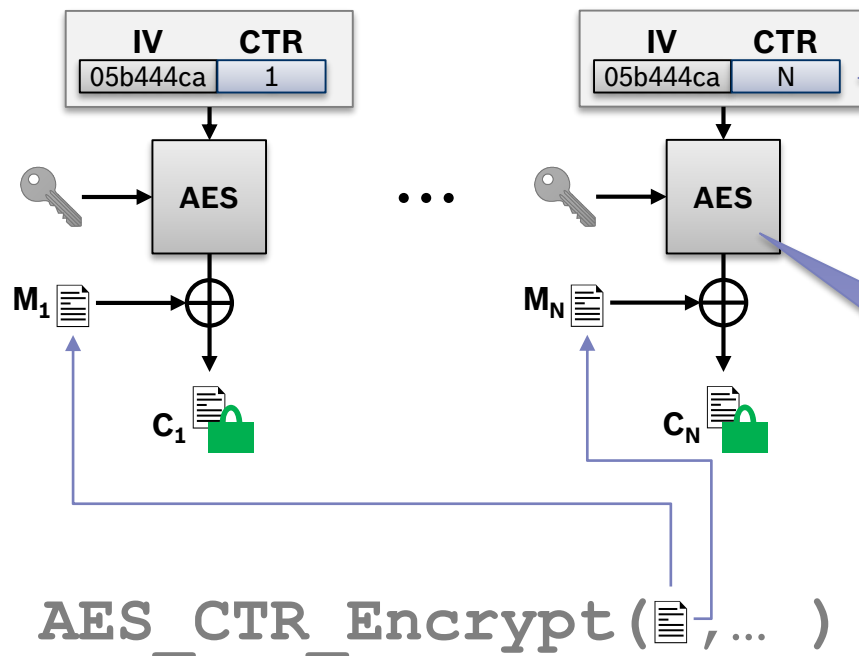 IV CTR
05b444ca 1
IV CTR
05b444ca N
AES
...
AES
M1
MN
C1
CN
AES_CTR_Encrypt( ,... )